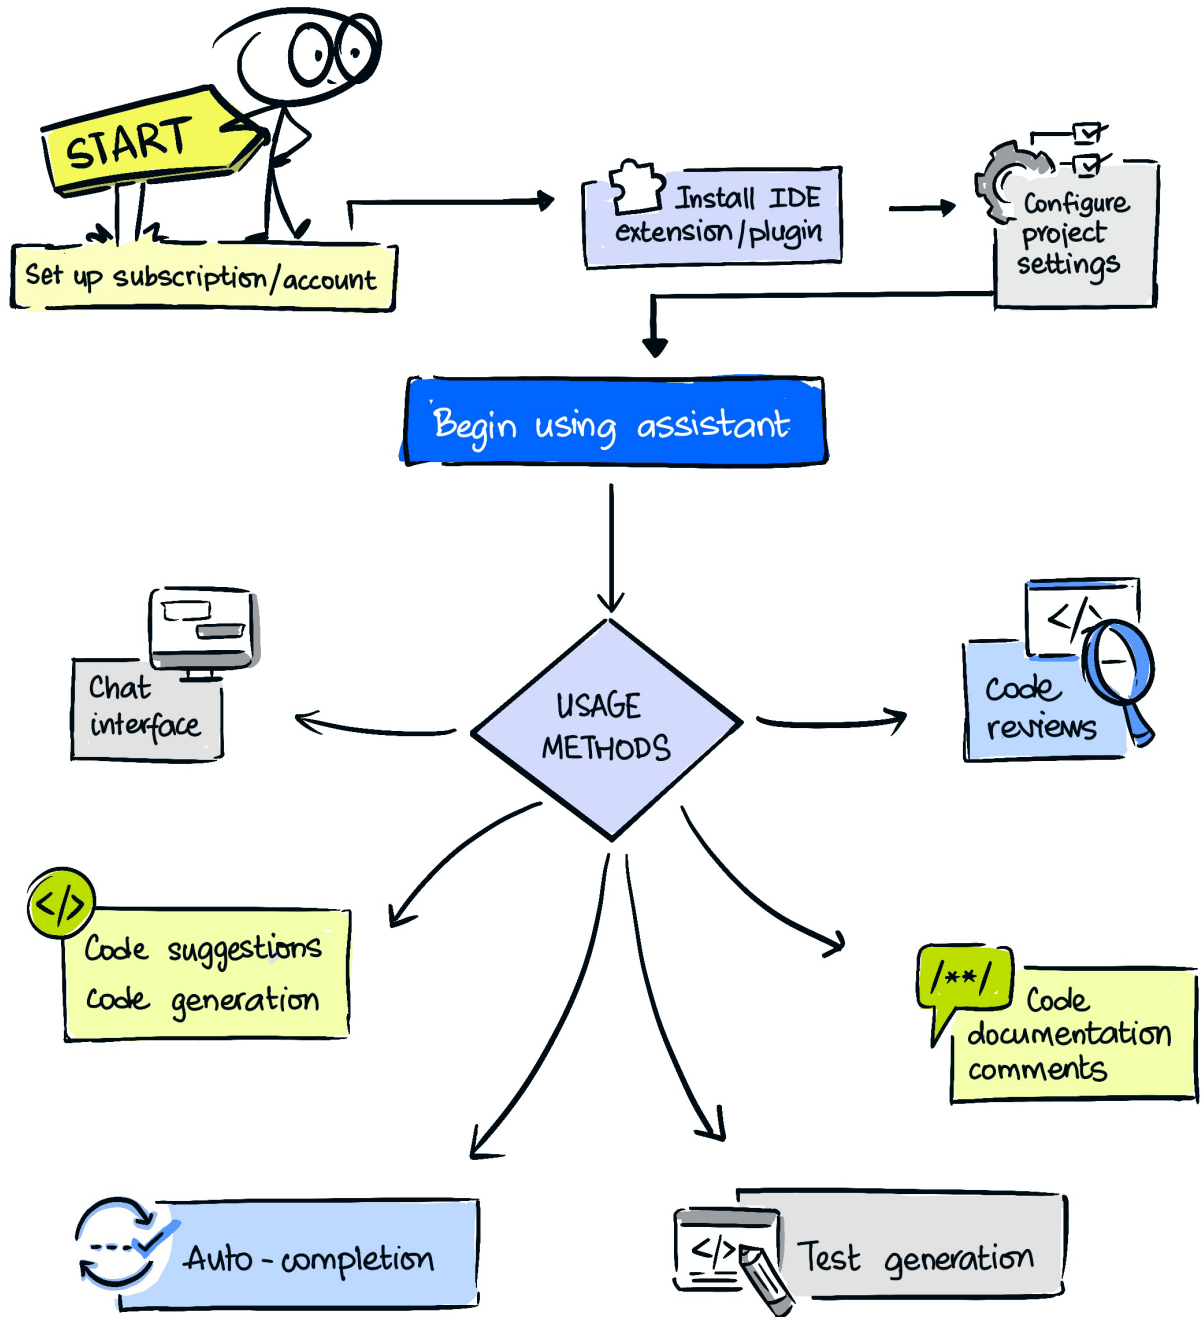 START
Set up subscription/account
Install IDE
extension/plugin
Configure
project
settings
Begin using assistant
USAGE
METHODS
Chat
interface
</>
Code
reviews
</>
Code suggestions
Code generation
/**/
Code
documentation
comments
Auto-completion
</>
Test generation